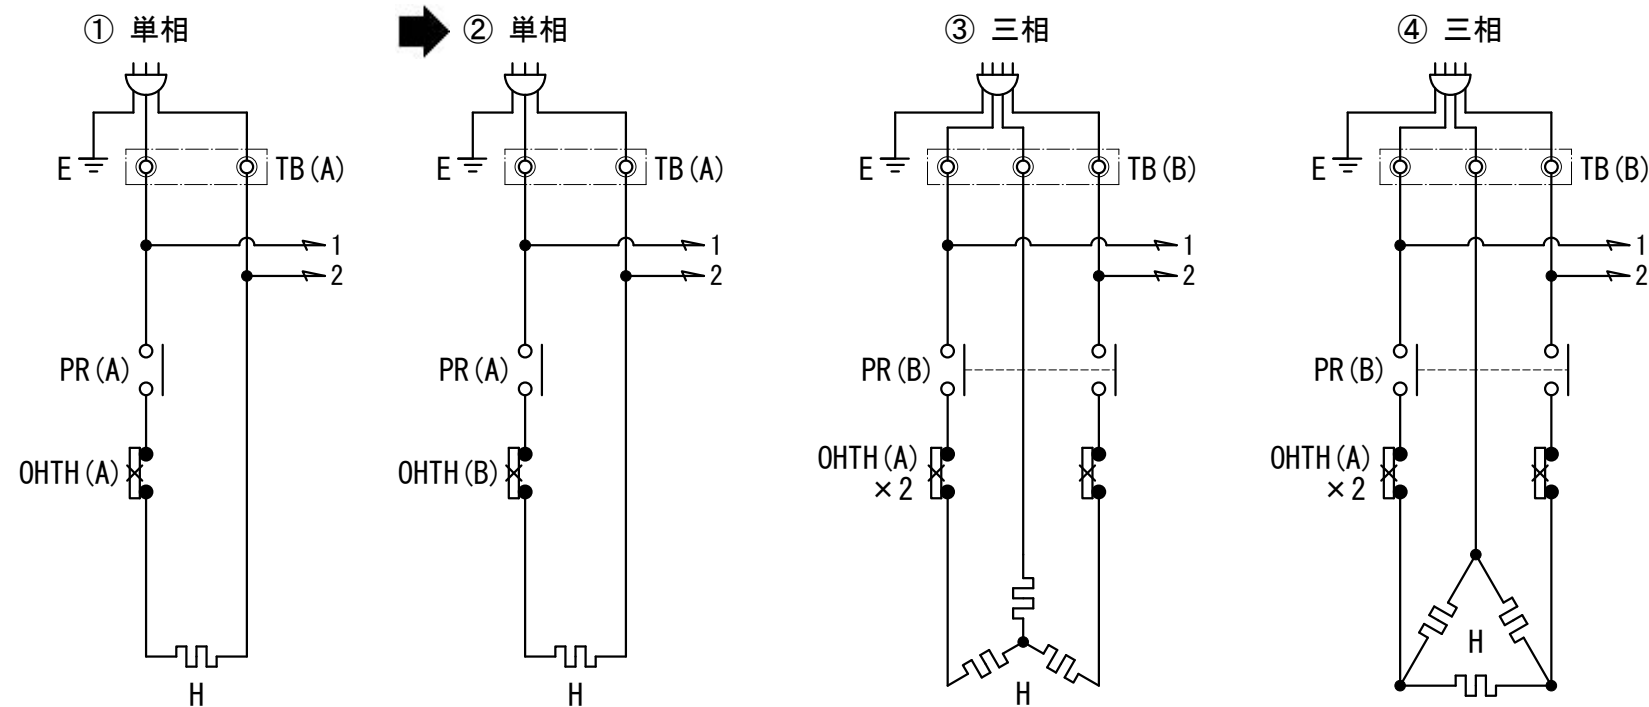 ① 単相
② 単相
③ 三相
④ 三相
E
TB(A)
E
TB(A)
E
TB(B)
E
TB(B)
1
2
1
2
1
2
1
2
PR(A)
PR(A)
PR(B)
PR(B)
OHTH(A)
OHTH(B)
OHTH(A)
×2
OHTH(A)
×2
H
H
H
H